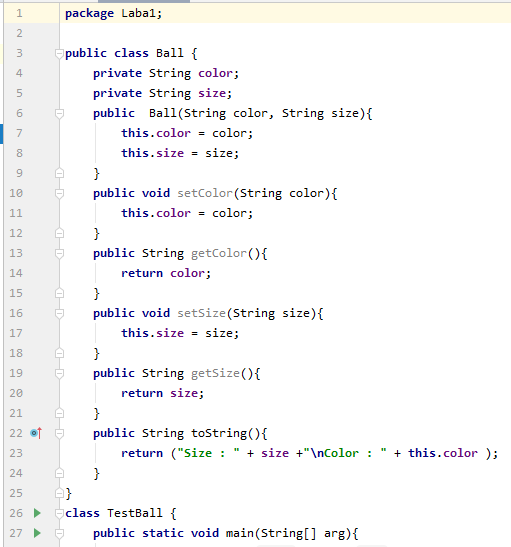 1 package Laba1;
2
3 public class Ball {
4     private String color;
5     private String size;
6     public  Ball(String color, String size){
7         this.color = color;
8         this.size = size;
9     }
10     public void setColor(String color){
11         this.color = color;
12     }
13     public String getColor(){
14         return color;
15     }
16     public void setSize(String size){
17         this.size = size;
18     }
19     public String getSize(){
20         return size;
21     }
22     public String toString(){
23         return ("Size : " + size +"\nColor : " + this.color );
24     }
25 }
26 class TestBall {
27     public static void main(String[] arg){